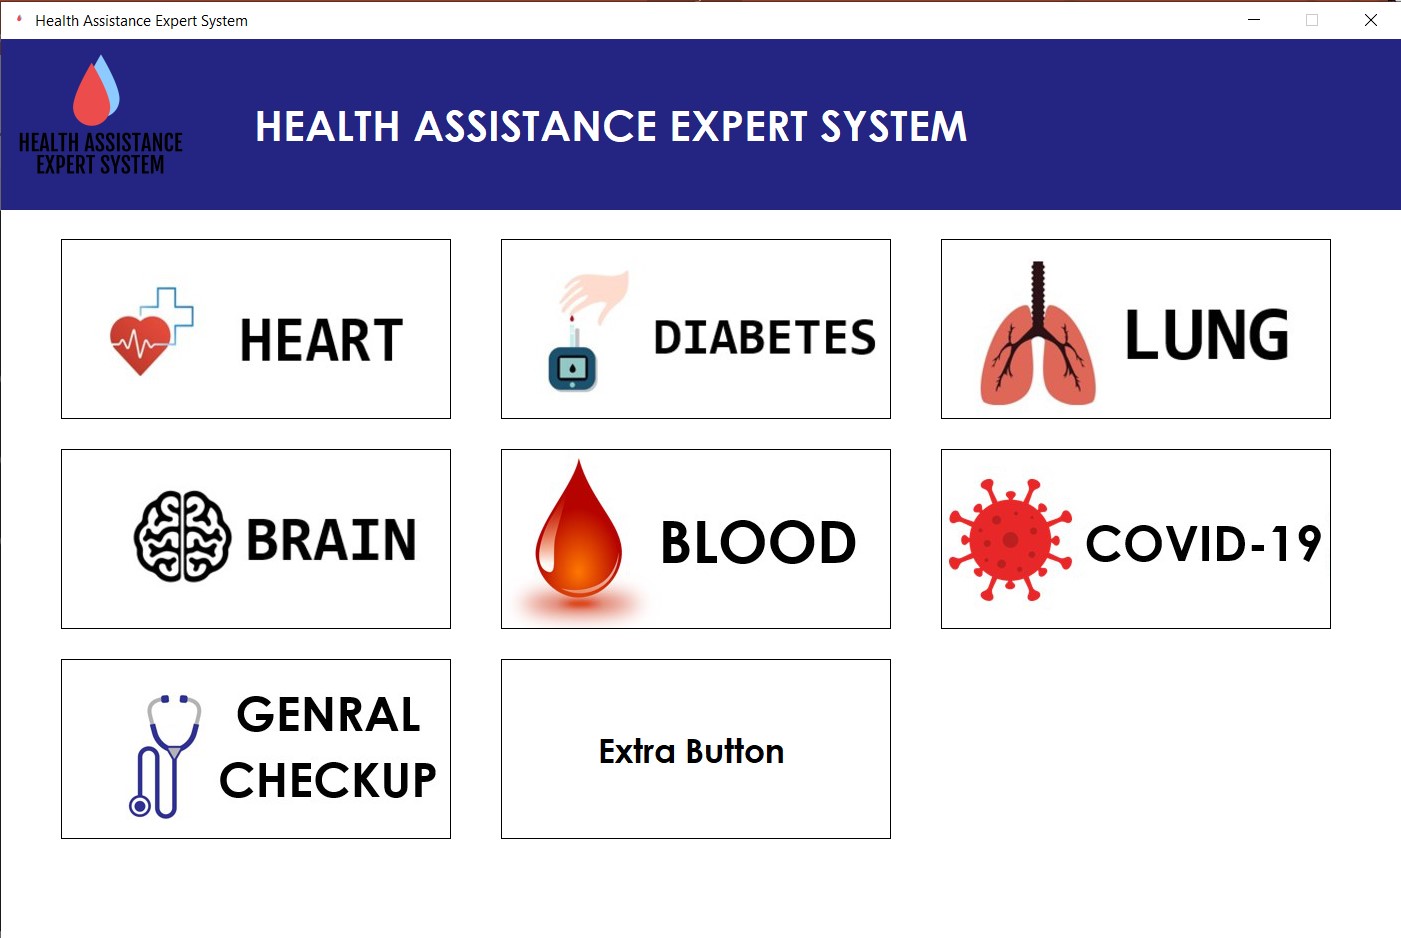 Health Assistance Expert System
HEALTH ASSISTANCE
EXPERT SYSTEM
HEALTH ASSISTANCE EXPERT SYSTEM
HEART
DIABETES
LUNG
BRAIN
BLOOD
COVID-19
GENRAL
CHECKUP
Extra Button